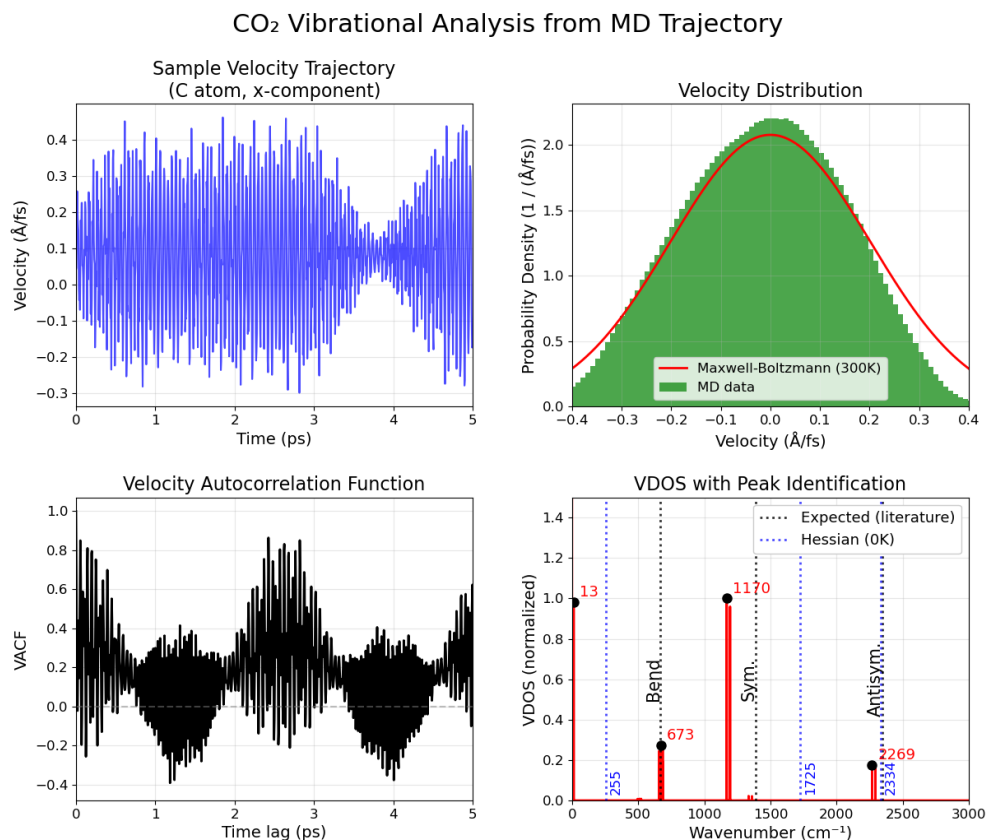 CO₂ Vibrational Analysis from MD Trajectory
Sample Velocity Trajectory
(C atom, x-component)
Velocity (Å/fs)
0.4
0.3
0.2
0.1
0.0
−0.1
−0.2
−0.3
0 1 2 3 4 5
Time (ps)
Velocity Distribution
Probability Density (1 / (Å/fs))
2.0
1.5
1.0
0.5
0.0
Maxwell-Boltzmann (300K)
MD data
−0.4 −0.3 −0.2 −0.1 0.0 0.1 0.2 0.3 0.4
Velocity (Å/fs)
Velocity Autocorrelation Function
VACF
1.0
0.8
0.6
0.4
0.2
0.0
−0.2
−0.4
0 1 2 3 4 5
Time lag (ps)
VDOS with Peak Identification
VDOS (normalized)
1.4
1.2
1.0
0.8
0.6
0.4
0.2
0.0
Expected (literature)
Hessian (0K)
13
1170
673
2269
Bend
Sym.
Antisym.
255
1725
2334
0 500 1000 1500 2000 2500 3000
Wavenumber (cm⁻¹)